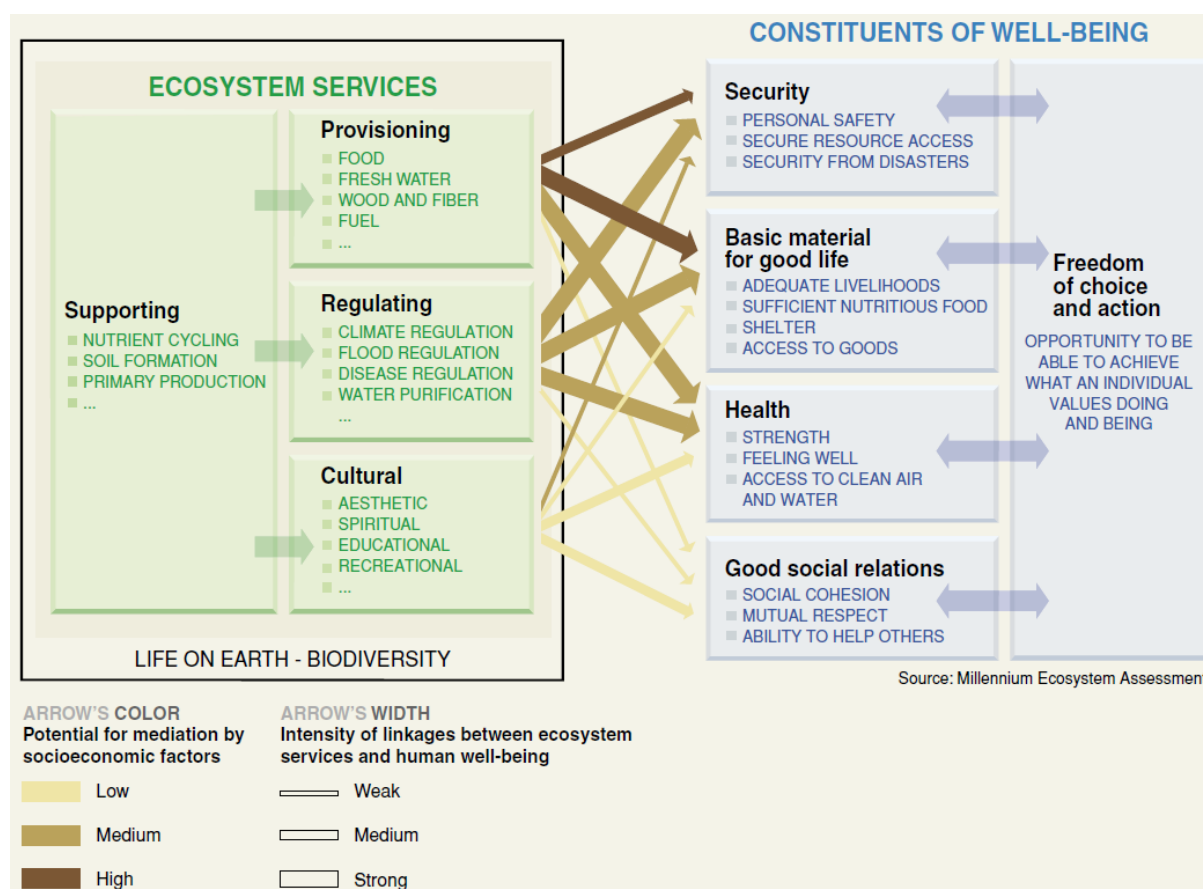 CONSTITUENTS OF WELL-BEING
ECOSYSTEM SERVICES
Supporting
NUTRIENT CYCLING
SOIL FORMATION
PRIMARY PRODUCTION
...
Provisioning
FOOD
FRESH WATER
WOOD AND FIBER
FUEL
...
Regulating
CLIMATE REGULATION
FLOOD REGULATION
DISEASE REGULATION
WATER PURIFICATION
...
Cultural
AESTHETIC
SPIRITUAL
EDUCATIONAL
RECREATIONAL
...
LIFE ON EARTH - BIODIVERSITY
Security
PERSONAL SAFETY
SECURE RESOURCE ACCESS
SECURITY FROM DISASTERS
Basic material
for good life
ADEQUATE LIVELIHOODS
SUFFICIENT NUTRITIOUS FOOD
SHELTER
ACCESS TO GOODS
Health
STRENGTH
FEELING WELL
ACCESS TO CLEAN AIR
AND WATER
Good social relations
SOCIAL COHESION
MUTUAL RESPECT
ABILITY TO HELP OTHERS
Freedom
of choice
and action
OPPORTUNITY TO BE
ABLE TO ACHIEVE
WHAT AN INDIVIDUAL
VALUES DOING
AND BEING
Source: Millennium Ecosystem Assessment
ARROW'S COLOR
Potential for mediation by
socioeconomic factors
Low
Medium
High
ARROW'S WIDTH
Intensity of linkages between ecosystem
services and human well-being
Weak
Medium
Strong